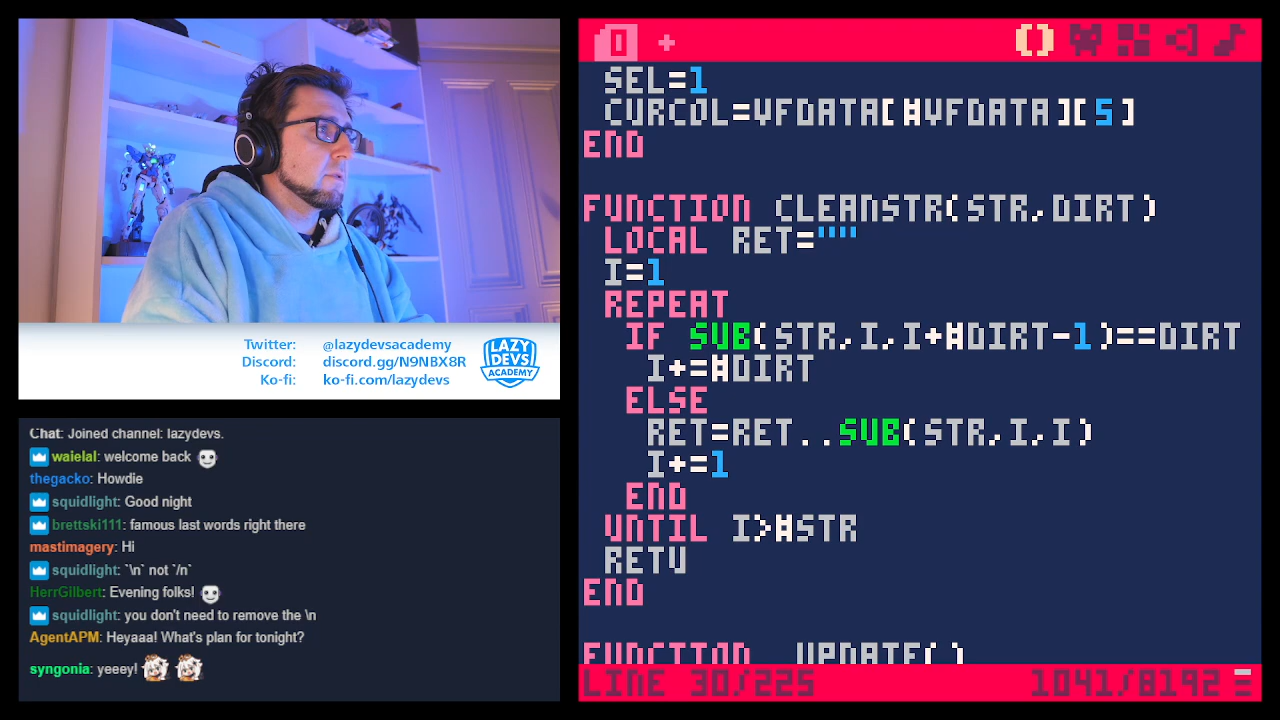 Twitter: @lazydevsacademy
Discord: discord.gg/N9NBX8R
Ko-fi: ko-fi.com/lazydevs
LAZY
DEVS
ACADEMY
Chat: Joined channel: lazydevs.
waielal: welcome back
thegacko: Howdie
squidlight: Good night
brettski111: famous last words right there
mastimagery: Hi
squidlight: `\n` not `/n`
HerrGilbert: Evening folks!
squidlight: you don't need to remove the \n
AgentAPM: Heyaaa! What's plan for tonight?
syngonia: yeeey!
0 +
SEL=1
CURCOL=VFDATA[#VFDATA][5]
END
FUNCTION CLEANSTR(STR,DIRT)
LOCAL RET=""
I=1
REPEAT
IF SUB(STR,I,I+#DIRT-1)==DIRT
I+=#DIRT
ELSE
RET=RET..SUB(STR,I,I)
I+=1
END
UNTIL I>#STR
RETU
END
FUNCTION _UPDATE()
LINE 30/225 1041/8192